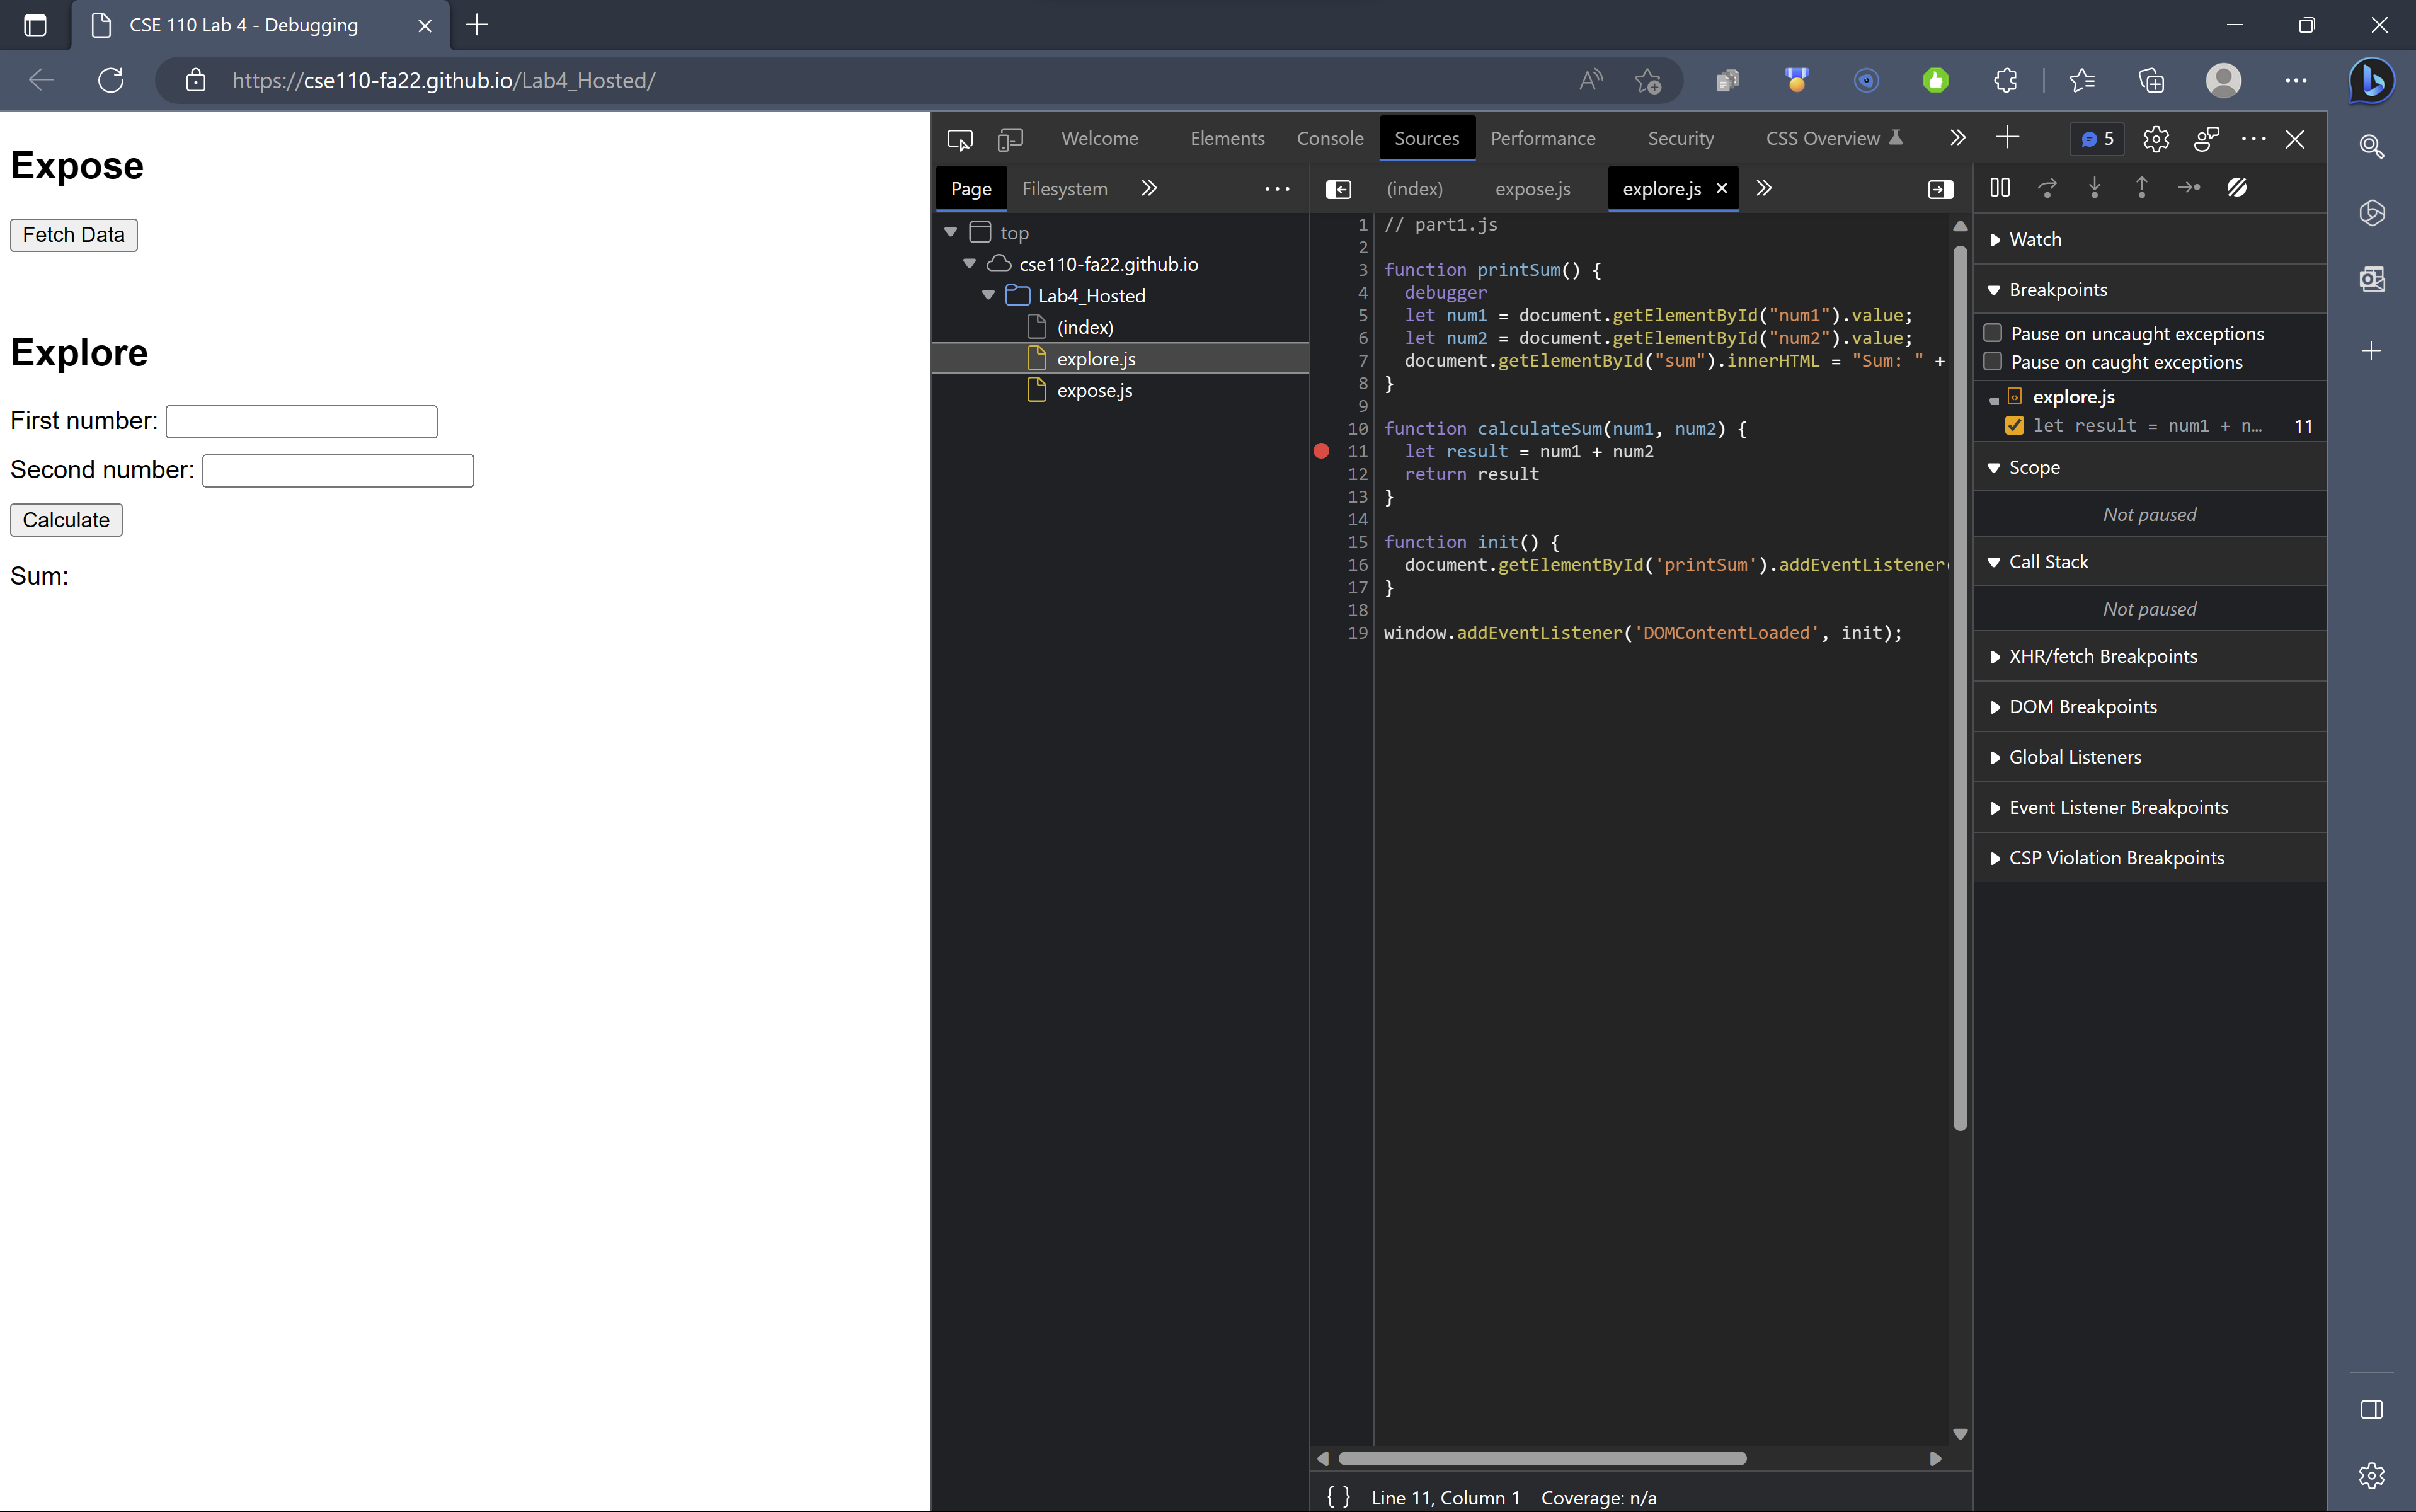 CSE 110 Lab 4 - Debugging
https://cse110-fa22.github.io/Lab4_Hosted/
Expose
Fetch Data
Explore
First number:
Second number:
Calculate
Sum:
Welcome Elements Console Sources Performance Security CSS Overview 5
Page Filesystem
top
cse110-fa22.github.io
Lab4_Hosted
(index)
explore.js
expose.js
(index) expose.js explore.js
1 // part1.js
2
3 function printSum() {
4 debugger
5 let num1 = document.getElementById("num1").value;
6 let num2 = document.getElementById("num2").value;
7 document.getElementById("sum").innerHTML = "Sum: " +
8 }
9
10 function calculateSum(num1, num2) {
11 let result = num1 + num2
12 return result
13 }
14
15 function init() {
16 document.getElementById('printSum').addEventListener(
17 }
18
19 window.addEventListener('DOMContentLoaded', init);
{ } Line 11, Column 1 Coverage: n/a
Watch
Breakpoints
Pause on uncaught exceptions
Pause on caught exceptions
explore.js
let result = num1 + n… 11
Scope
Not paused
Call Stack
Not paused
XHR/fetch Breakpoints
DOM Breakpoints
Global Listeners
Event Listener Breakpoints
CSP Violation Breakpoints